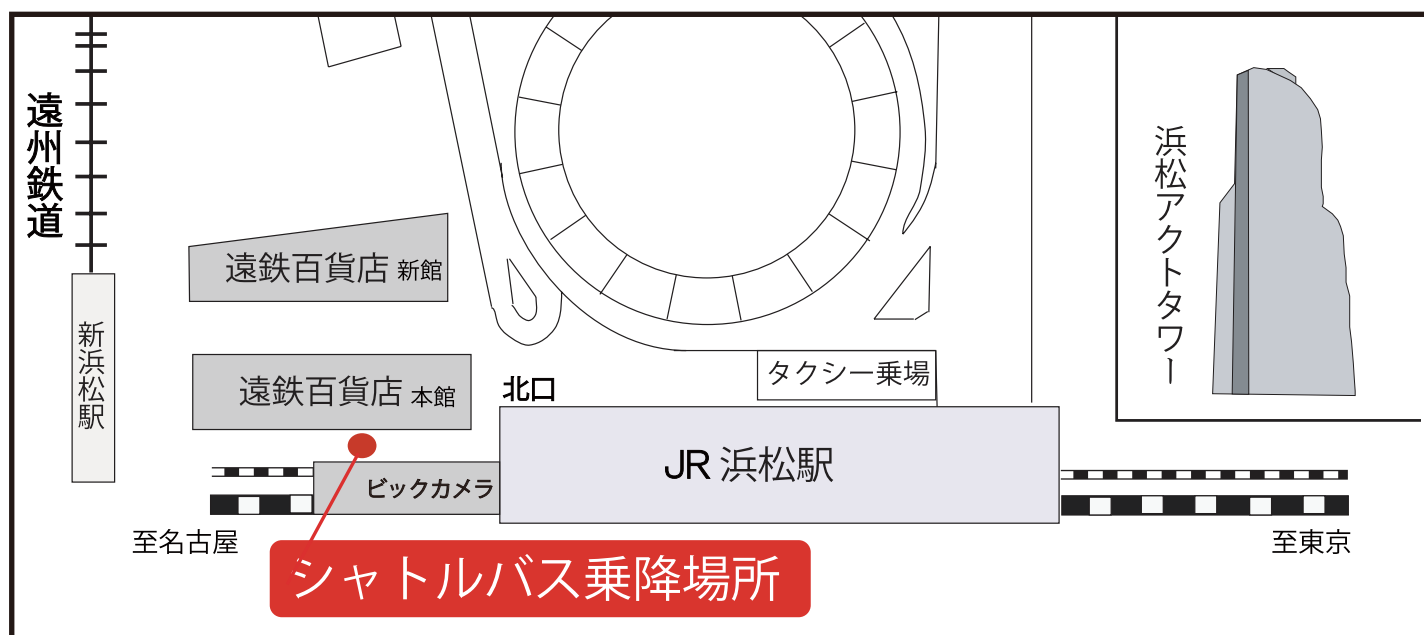 遠州鉄道
浜松アクトタワー
遠鉄百貨店 新館
新浜松駅
遠鉄百貨店 本館
北口
タクシー乗場
JR 浜松駅
ビックカメラ
至名古屋
至東京
シャトルバス乗降場所